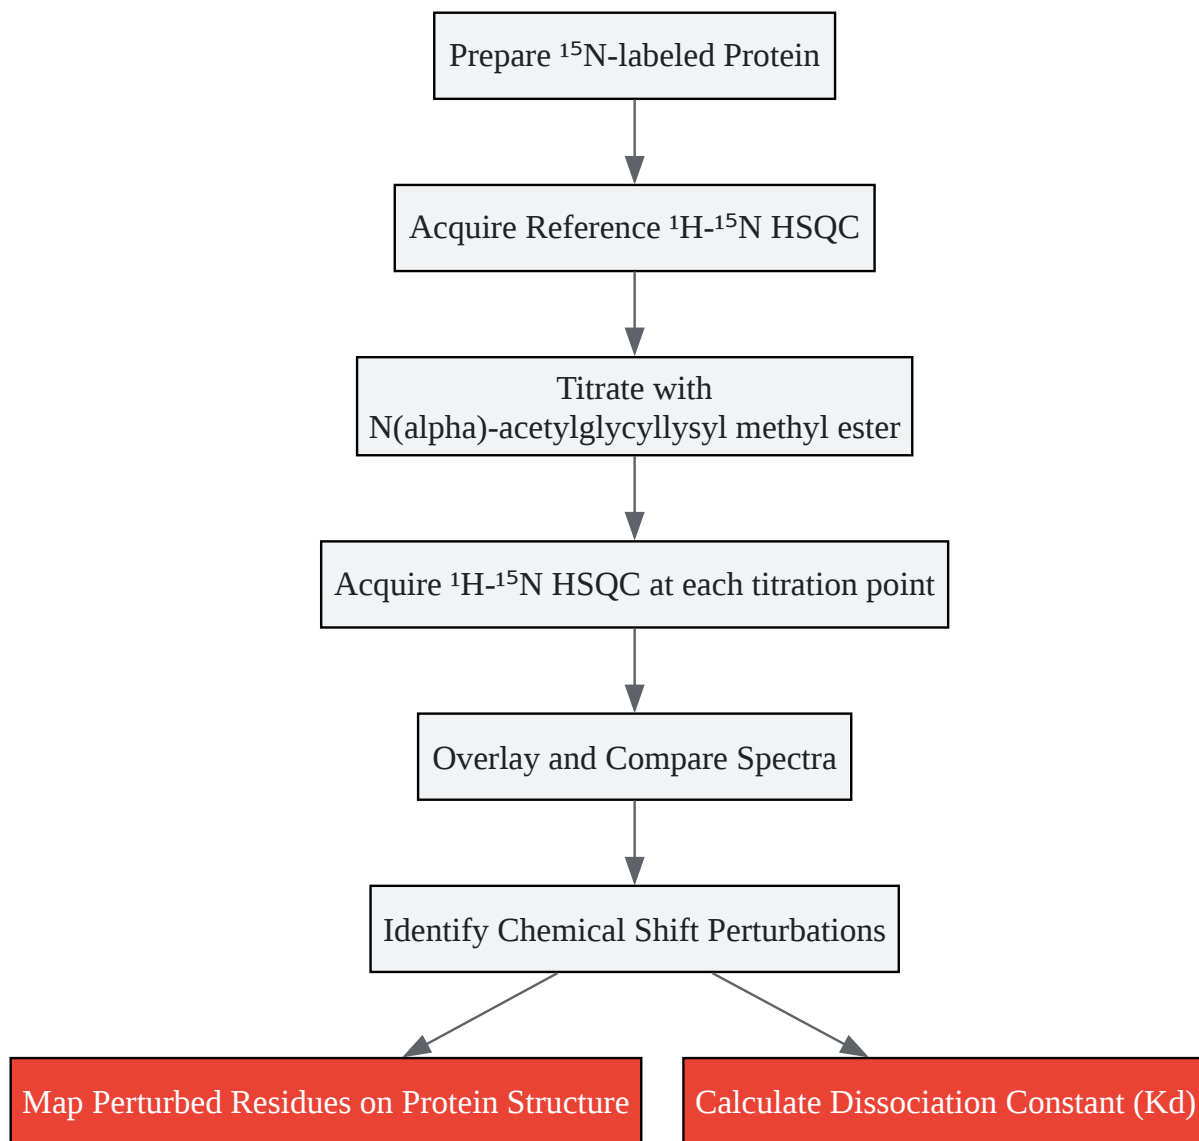 Prepare ¹⁵N-labeled Protein
Acquire Reference ¹H-¹⁵N HSQC
Titrate with
N(alpha)-acetylglycyllysyl methyl ester
Acquire ¹H-¹⁵N HSQC at each titration point
Overlay and Compare Spectra
Identify Chemical Shift Perturbations
Map Perturbed Residues on Protein Structure
Calculate Dissociation Constant (Kd)